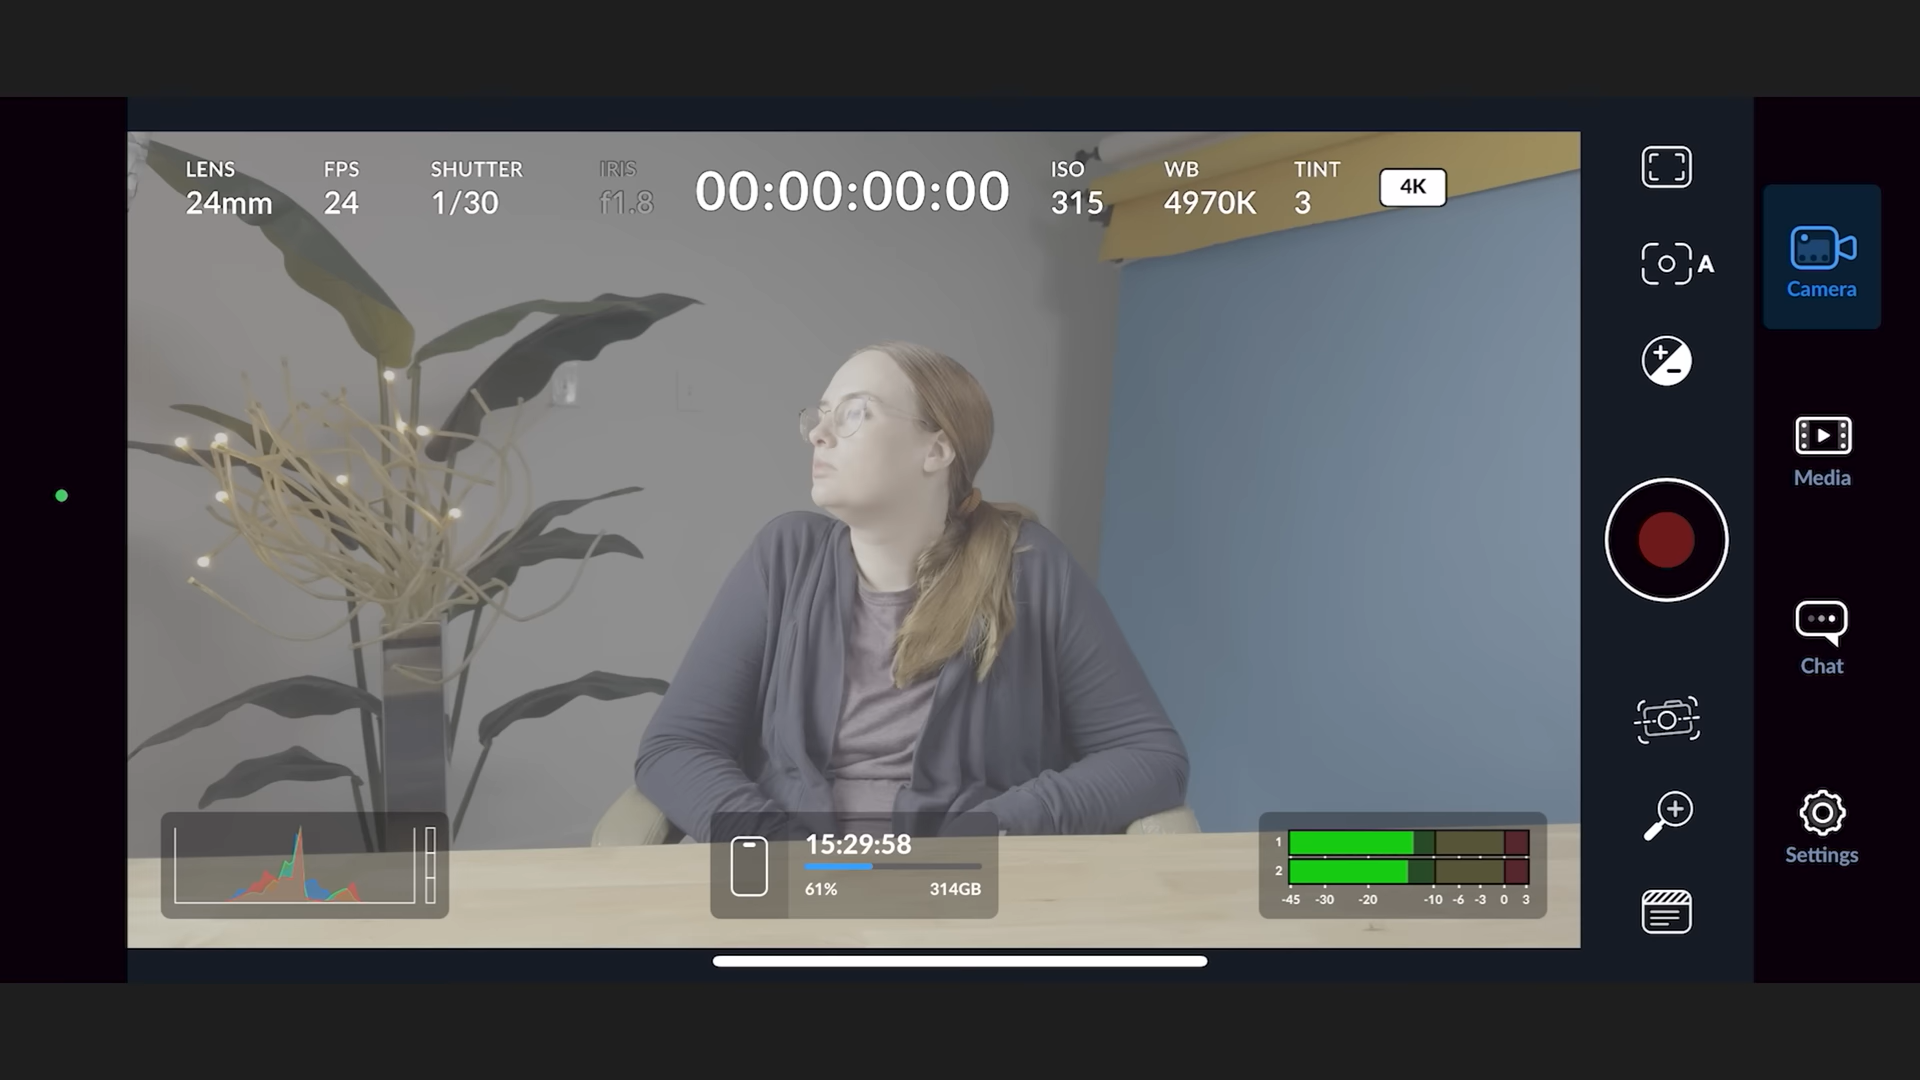 LENS FPS SHUTTER IRIS 00:00:00:00 ISO WB TINT 4K
24mm 24 1/30 f1.8 315 4970K 3
A
Camera
Media
Chat
Settings
15:29:58
61% 314GB
1
2
-45 -30 -20 -10 -6 -3 0 3